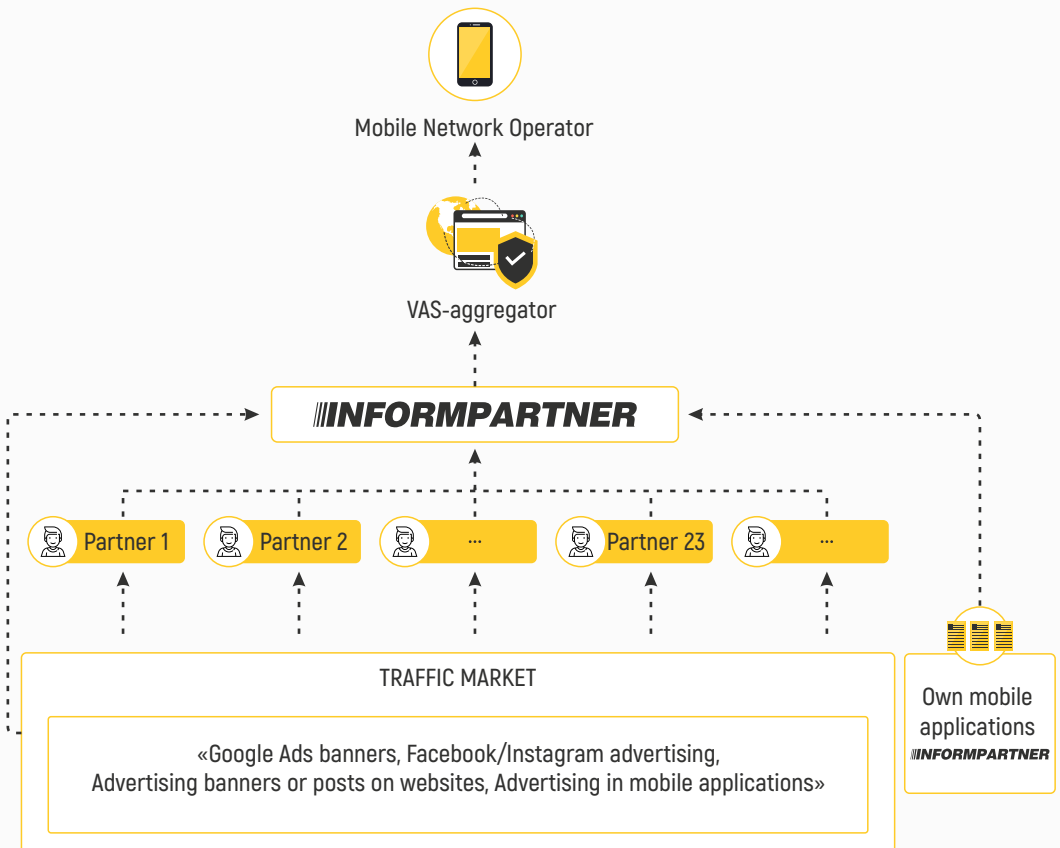 Mobile Network Operator
VAS-aggregator
INFORMPARTNER
Partner 1
Partner 2
...
Partner 23
...
TRAFFIC MARKET
«Google Ads banners, Facebook/Instagram advertising,
Advertising banners or posts on websites, Advertising in mobile applications»
Own mobile
applications
INFORMPARTNER